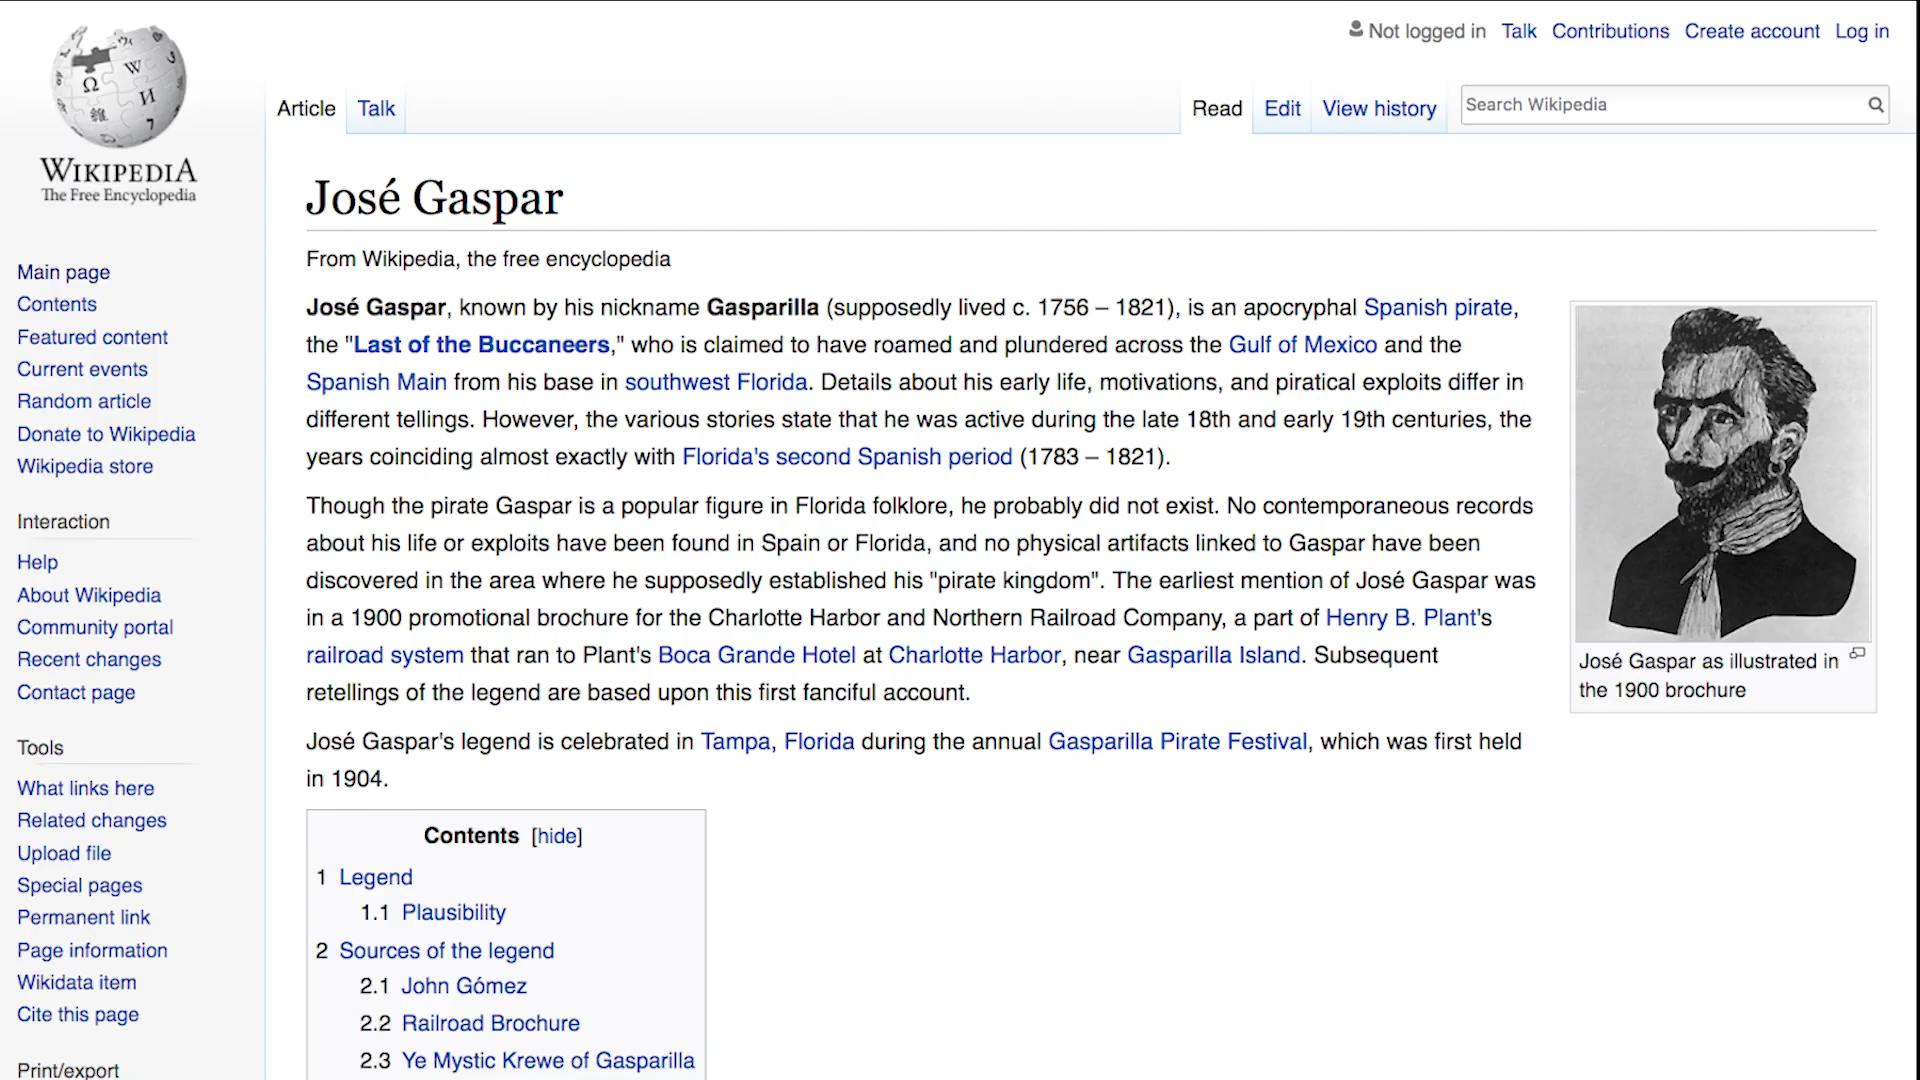 Not logged in Talk Contributions Create account Log in
Article Talk Read Edit View history Search Wikipedia
Ω W И 維 7
WIKIPEDIA
The Free Encyclopedia
Main page
Contents
Featured content
Current events
Random article
Donate to Wikipedia
Wikipedia store
Interaction
Help
About Wikipedia
Community portal
Recent changes
Contact page
Tools
What links here
Related changes
Upload file
Special pages
Permanent link
Page information
Wikidata item
Cite this page
Print/export
José Gaspar
From Wikipedia, the free encyclopedia
José Gaspar, known by his nickname Gasparilla (supposedly lived c. 1756 – 1821), is an apocryphal Spanish pirate,
the "Last of the Buccaneers," who is claimed to have roamed and plundered across the Gulf of Mexico and the
Spanish Main from his base in southwest Florida. Details about his early life, motivations, and piratical exploits differ in
different tellings. However, the various stories state that he was active during the late 18th and early 19th centuries, the
years coinciding almost exactly with Florida's second Spanish period (1783 – 1821).
Though the pirate Gaspar is a popular figure in Florida folklore, he probably did not exist. No contemporaneous records
about his life or exploits have been found in Spain or Florida, and no physical artifacts linked to Gaspar have been
discovered in the area where he supposedly established his "pirate kingdom". The earliest mention of José Gaspar was
in a 1900 promotional brochure for the Charlotte Harbor and Northern Railroad Company, a part of Henry B. Plant's
railroad system that ran to Plant's Boca Grande Hotel at Charlotte Harbor, near Gasparilla Island. Subsequent
retellings of the legend are based upon this first fanciful account.
José Gaspar's legend is celebrated in Tampa, Florida during the annual Gasparilla Pirate Festival, which was first held
in 1904.
José Gaspar as illustrated in
the 1900 brochure
Contents [hide]
1 Legend
1.1 Plausibility
2 Sources of the legend
2.1 John Gómez
2.2 Railroad Brochure
2.3 Ye Mystic Krewe of Gasparilla